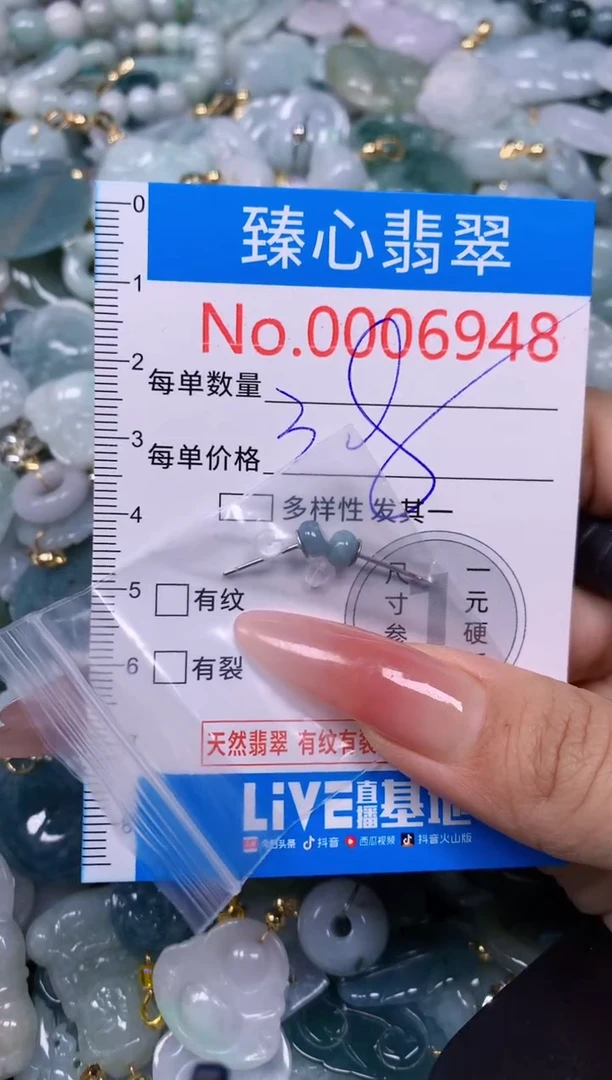 0
臻心翡翠
1
No.0006948
2
每单数量
38
3
每单价格
4
多样性 发其一
5
有纹
尺寸参
1
一元硬
6
有裂
7
天然翡翠 有纹有裂
LiVE直播基地
今日头条 抖音 西瓜视频 抖音火山版